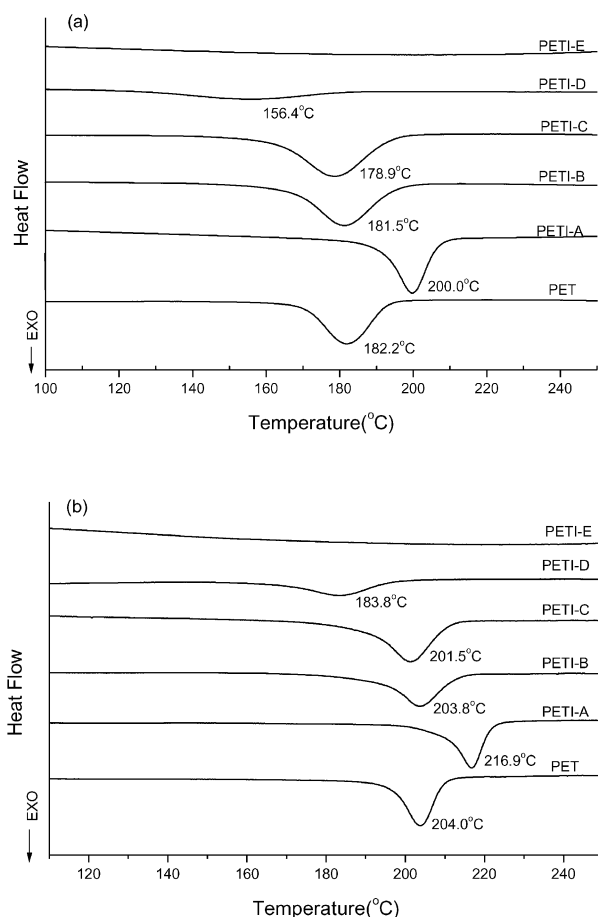 (a)
PETI-E
PETI-D
156.4°C
PETI-C
178.9°C
PETI-B
181.5°C
PETI-A
200.0°C
PET
182.2°C
Heat Flow
EXO
100 120 140 160 180 200 220 240
Temperature(°C)
(b)
PETI-E
PETI-D
183.8°C
PETI-C
201.5°C
PETI-B
203.8°C
PETI-A
216.9°C
PET
204.0°C
Heat Flow
EXO
120 140 160 180 200 220 240
Temperature(°C)